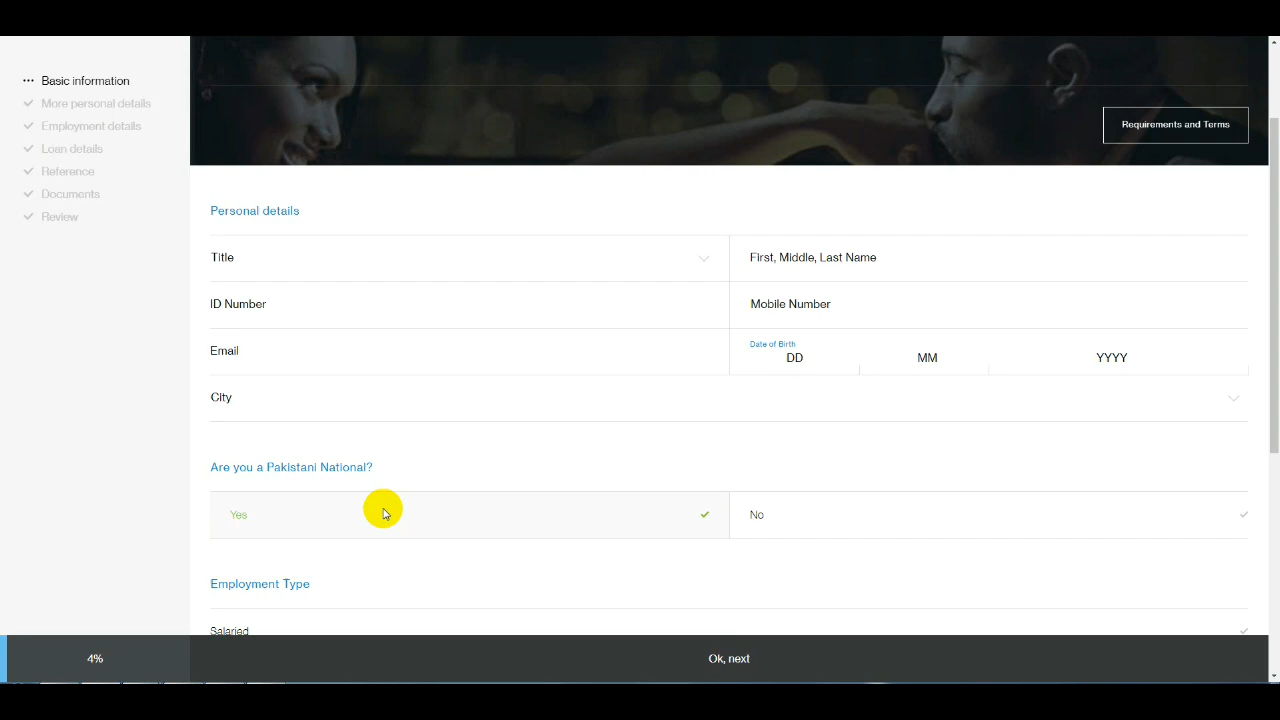 Basic information
More personal details
Employment details
Loan details
Reference
Documents
Review
Requirements and Terms
Personal details
Title
First, Middle, Last Name
ID Number
Mobile Number
Email
Date of Birth
DD MM YYYY
City
Are you a Pakistani National?
Yes
No
Employment Type
Salaried
4%
Ok, next